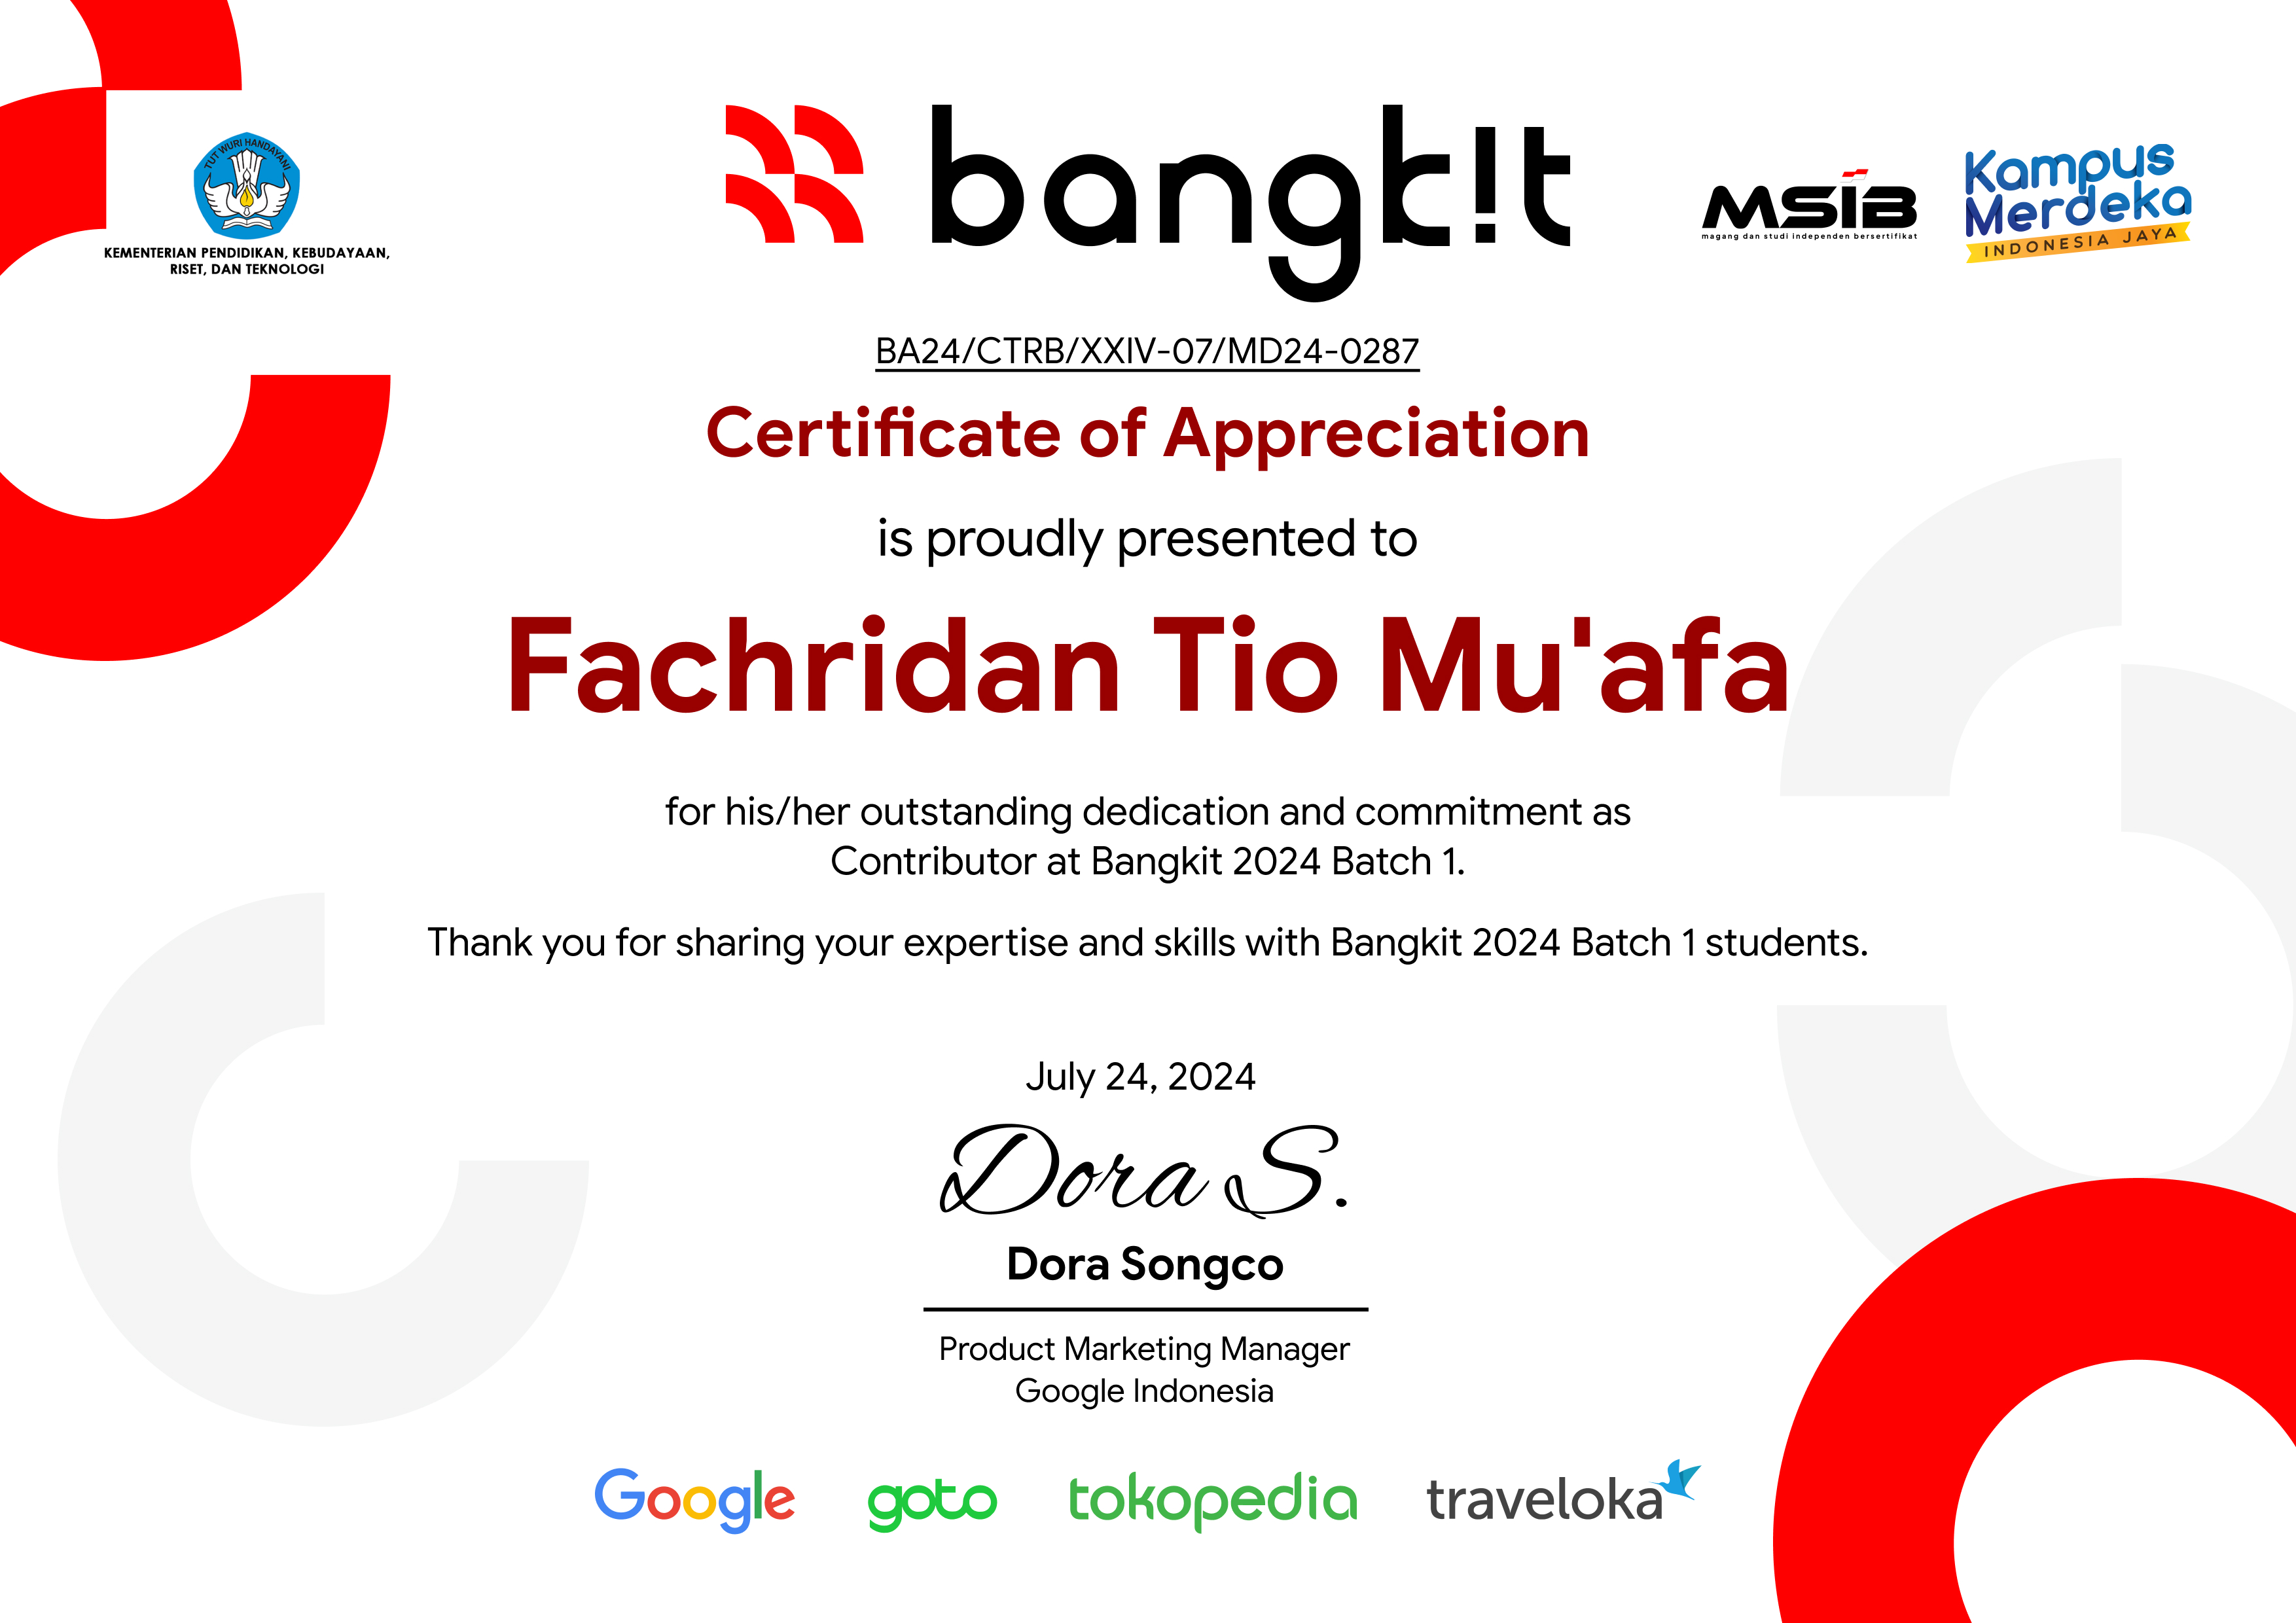 TUT WURI HANDAYANI
KEMENTERIAN PENDIDIKAN, KEBUDAYAAN,
RISET, DAN TEKNOLOGI
bangk!t
MSIB
magang dan studi independen bersertifikat
Kampus
Merdeka
INDONESIA JAYA
BA24/CTRB/XXIV-07/MD24-0287
Certificate of Appreciation
is proudly presented to
Fachridan Tio Mu'afa
for his/her outstanding dedication and commitment as
Contributor at Bangkit 2024 Batch 1.
Thank you for sharing your expertise and skills with Bangkit 2024 Batch 1 students.
July 24, 2024
Dora S.
Dora Songco
Product Marketing Manager
Google Indonesia
Google goto tokopedia traveloka